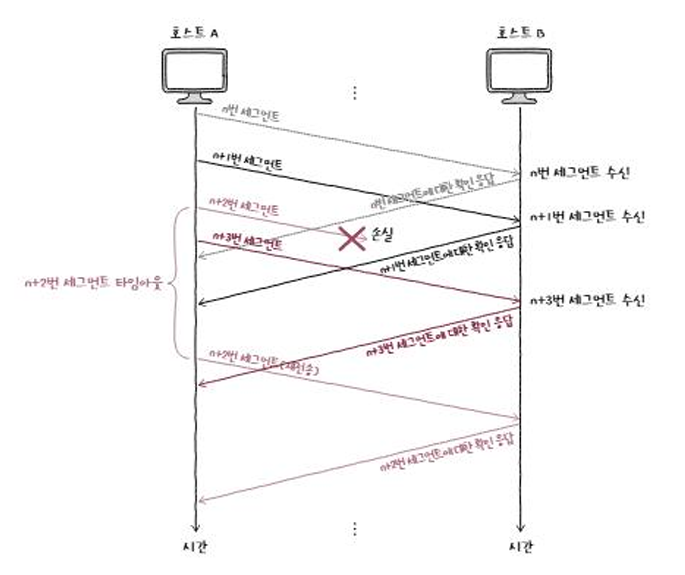 호스트 A
호스트 B
⋮
n번 세그먼트
n+1번 세그먼트
n번 세그먼트에 대한 확인 응답
n번 세그먼트 수신
n+2번 세그먼트
손실
n+1번 세그먼트 수신
n+3번 세그먼트
n+1번 세그먼트에 대한 확인 응답
n+2번 세그먼트 타임아웃
n+3번 세그먼트 수신
n+3번 세그먼트에 대한 확인 응답
n+2번 세그먼트(재전송)
n+2번 세그먼트에 대한 확인 응답
⋮
시간
시간